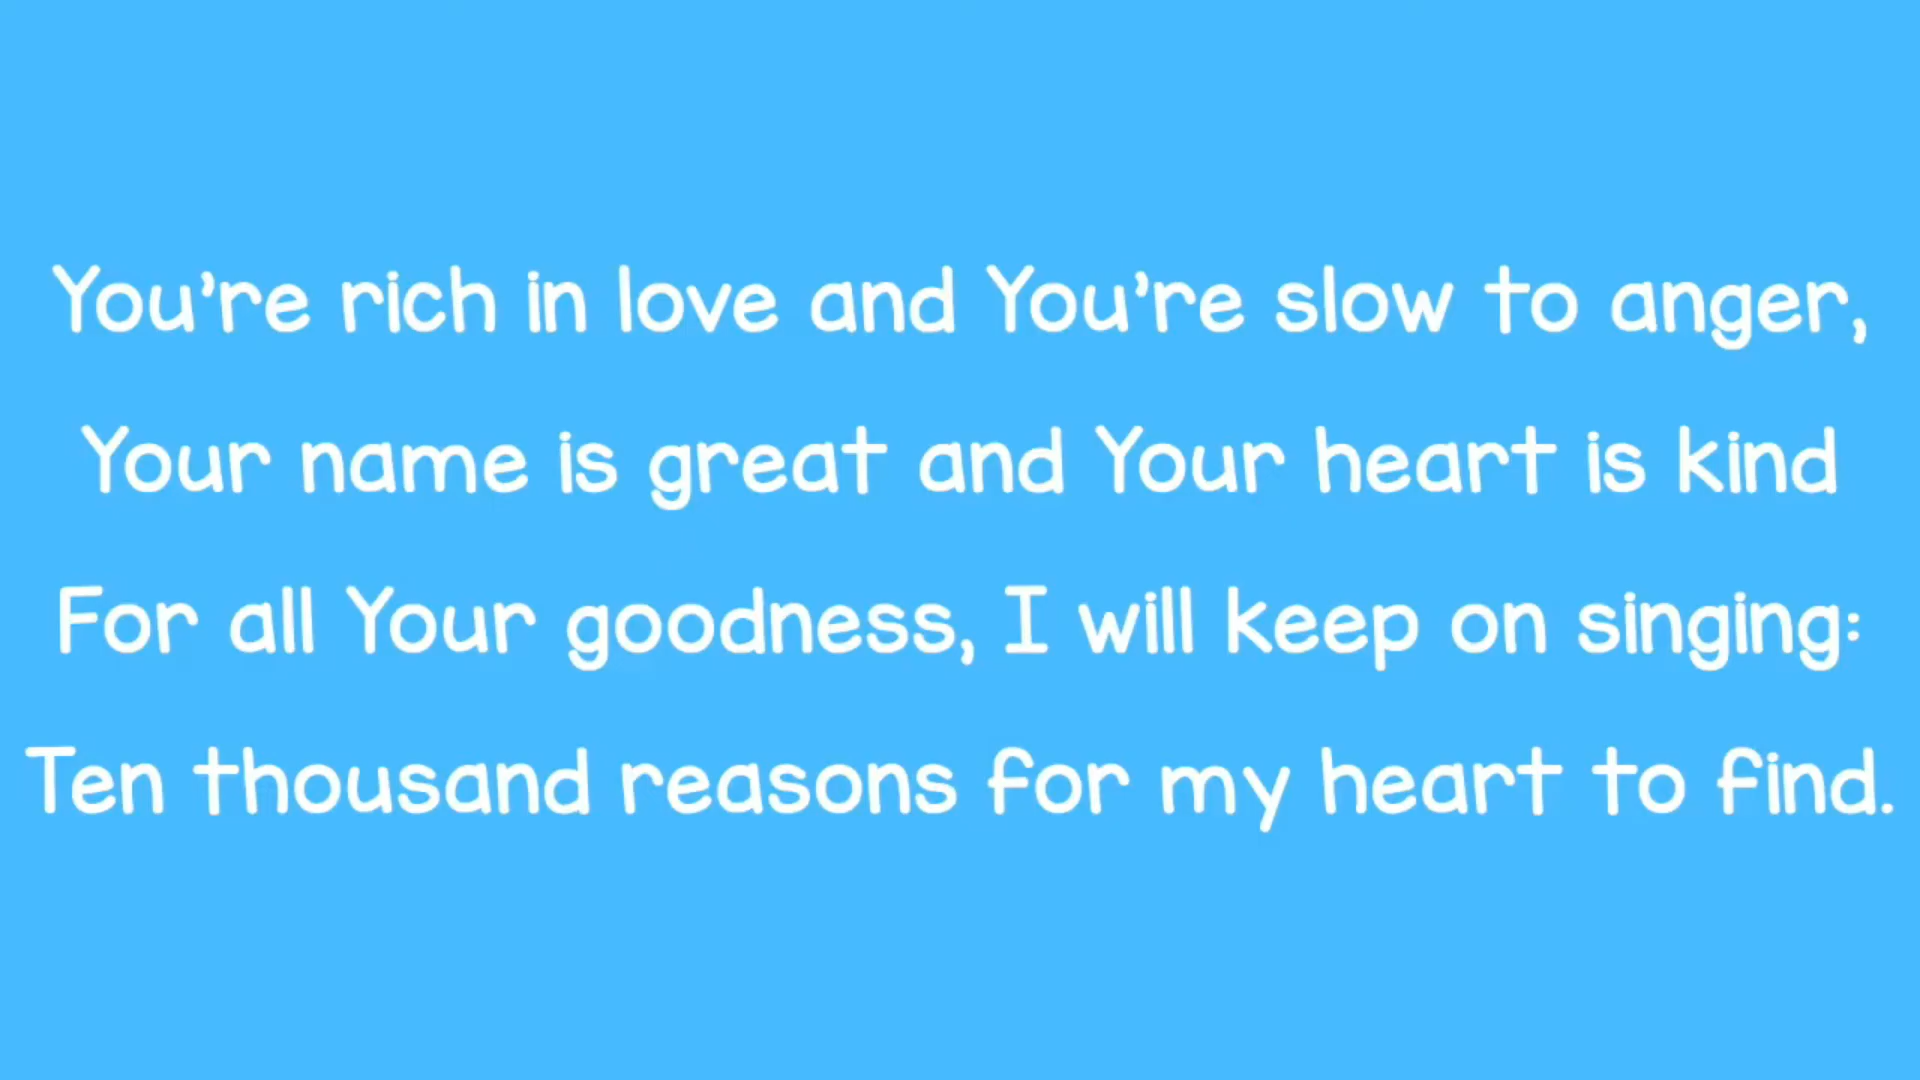 You're rich in love and You're slow to anger,
Your name is great and Your heart is kind
For all Your goodness, I will keep on singing:
Ten thousand reasons for my heart to find.